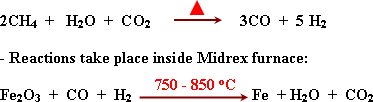 2CH₄ + H₂O + CO₂ ▲⟶ 3CO + 5 H₂
- Reactions take place inside Midrex furnace:
Fe₂O₃ + CO + H₂ 750 - 850 °C⟶ Fe + H₂O + CO₂